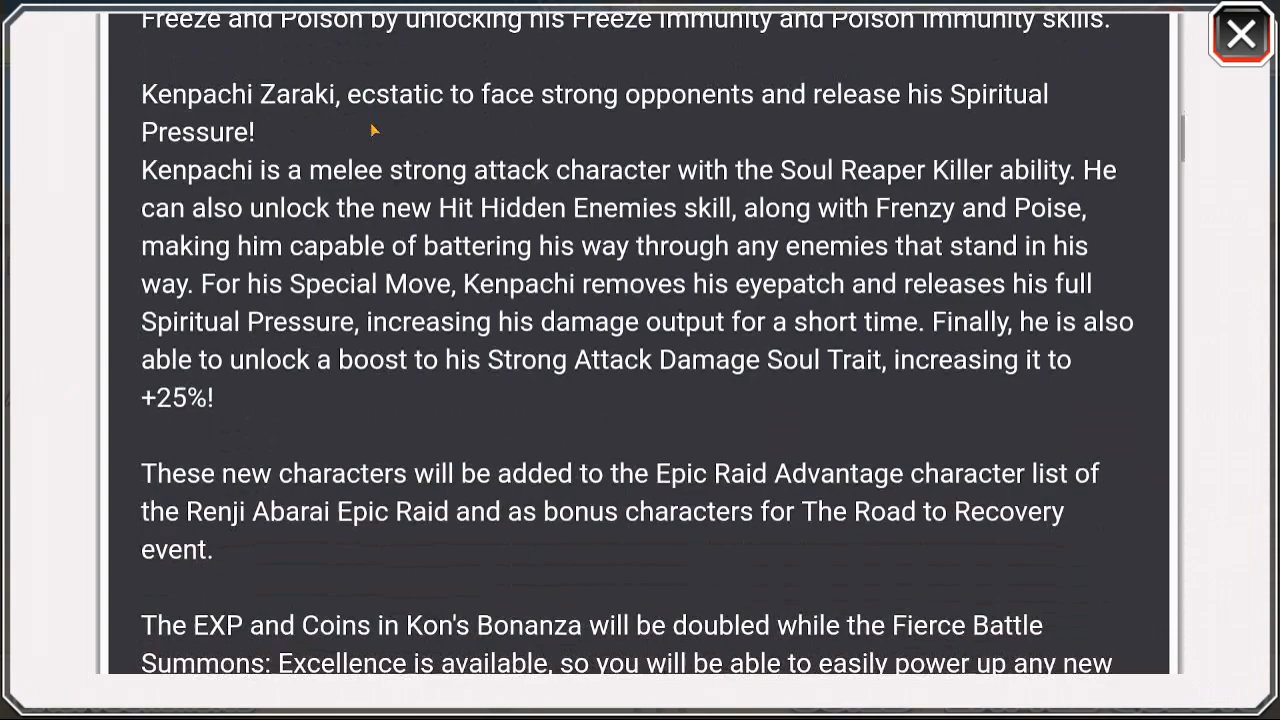 Freeze and Poison by unlocking his Freeze Immunity and Poison Immunity skills.
Kenpachi Zaraki, ecstatic to face strong opponents and release his Spiritual
Pressure!
Kenpachi is a melee strong attack character with the Soul Reaper Killer ability. He
can also unlock the new Hit Hidden Enemies skill, along with Frenzy and Poise,
making him capable of battering his way through any enemies that stand in his
way. For his Special Move, Kenpachi removes his eyepatch and releases his full
Spiritual Pressure, increasing his damage output for a short time. Finally, he is also
able to unlock a boost to his Strong Attack Damage Soul Trait, increasing it to
+25%!
These new characters will be added to the Epic Raid Advantage character list of
the Renji Abarai Epic Raid and as bonus characters for The Road to Recovery
event.
The EXP and Coins in Kon's Bonanza will be doubled while the Fierce Battle
Summons: Excellence is available, so you will be able to easily power up any new